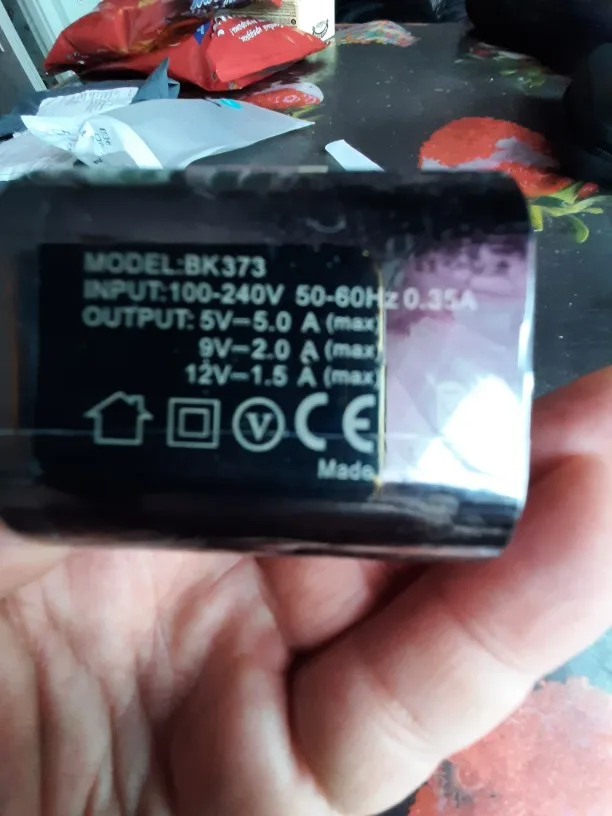 MODEL:BK373
INPUT:100-240V 50-60Hz 0.35A
OUTPUT: 5V—5.0 A (max)
9V—2.0 A (max)
12V—1.5 A (max)
V CE
Made